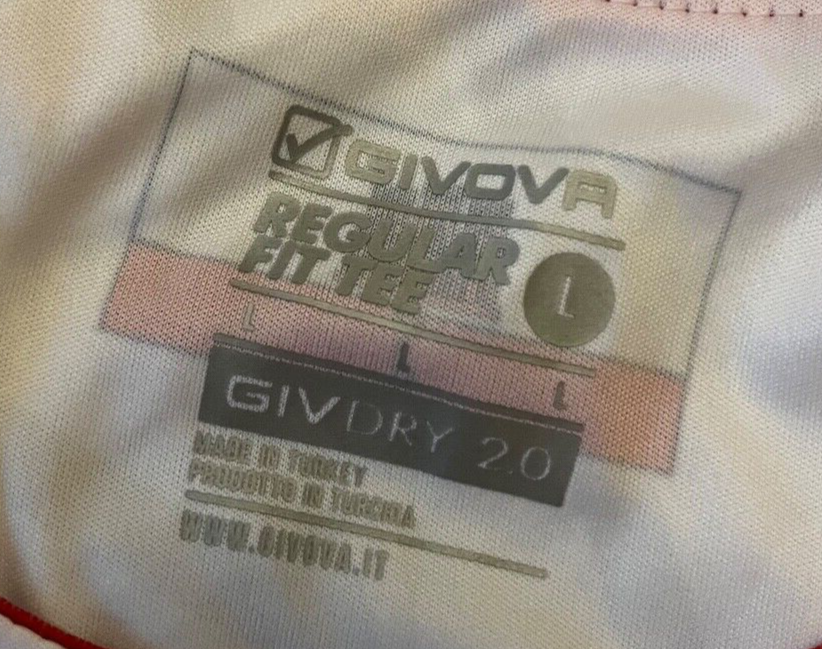 GIVOVA
REGULAR
FIT TEE
L
L L L
GIVDRY 2.0
MADE IN TURKEY
PRODOTTO IN TURCHIA
WWW.GIVOVA.IT